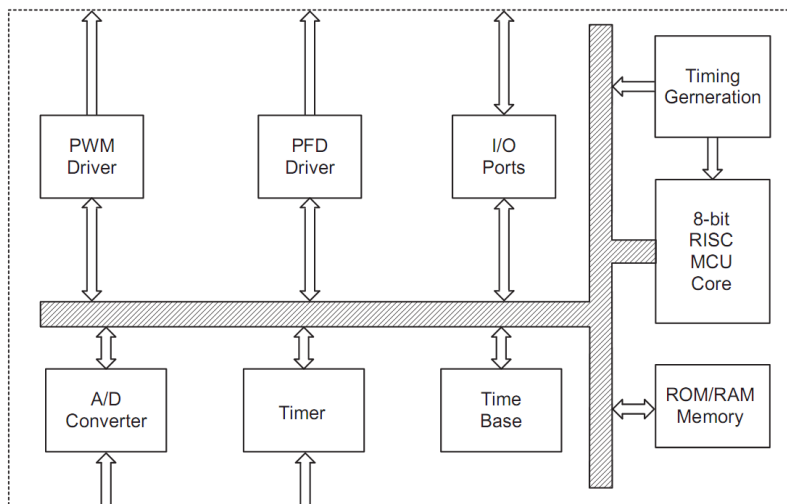 PWM
Driver
PFD
Driver
I/O
Ports
Timing
Gerneration
8-bit
RISC
MCU
Core
A/D
Converter
Timer
Time
Base
ROM/RAM
Memory